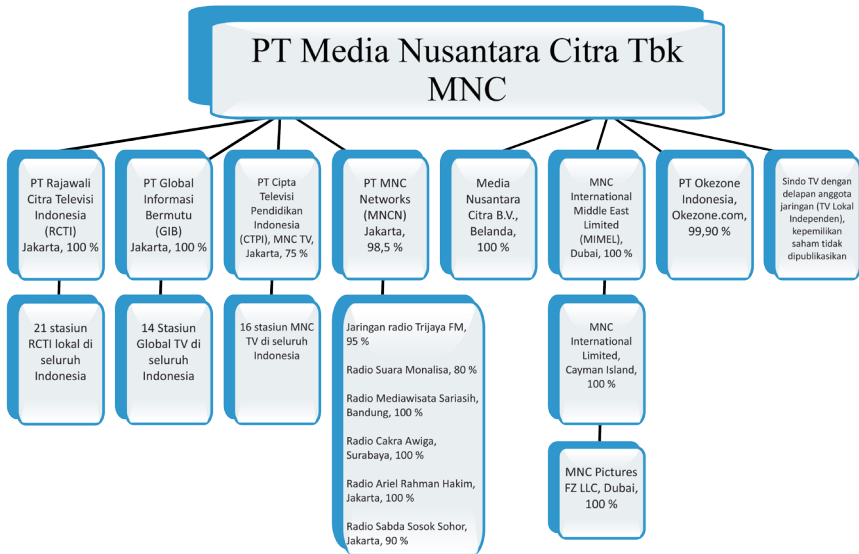 PT Media Nusantara Citra Tbk
MNC
PT Rajawali
Citra Televisi
Indonesia
(RCTI)
Jakarta, 100 %
PT Global
Informasi
Bermutu
(GIB)
Jakarta, 100 %
PT Cipta
Televisi
Pendidikan
Indonesia
(CTPI), MNC TV,
Jakarta, 75 %
PT MNC
Networks
(MNCN)
Jakarta,
98,5 %
Media
Nusantara
Citra B.V.,
Belanda,
100 %
MNC
International
Middle East
Limited
(MIMEL),
Dubai, 100 %
PT Okezone
Indonesia,
Okezone.com,
99,90 %
Sindo TV dengan
delapan anggota
jaringan (TV Lokal
Independen),
kepemilikan
saham tidak
dipublikasikan
21 stasiun
RCTI lokal di
seluruh
Indonesia
14 Stasiun
Global TV di
seluruh
Indonesia
16 stasiun MNC
TV di seluruh
Indonesia
Jaringan radio Trijaya FM,
95 %
Radio Suara Monalisa, 80 %
Radio Mediawisata Sariasih,
Bandung, 100 %
Radio Cakra Awiga,
Surabaya, 100 %
Radio Ariel Rahman Hakim,
Jakarta, 100 %
Radio Sabda Sosok Sohor,
Jakarta, 90 %
MNC
International
Limited,
Cayman Island,
100 %
MNC Pictures
FZ LLC, Dubai,
100 %